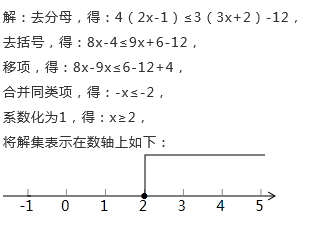 解：去分母，得：4（2x-1）≤3（3x+2）-12，
去括号，得：8x-4≤9x+6-12，
移项，得：8x-9x≤6-12+4，
合并同类项，得：-x≤-2，
系数化为1，得：x≥2，
将解集表示在数轴上如下：
-1 0 1 2 3 4 5